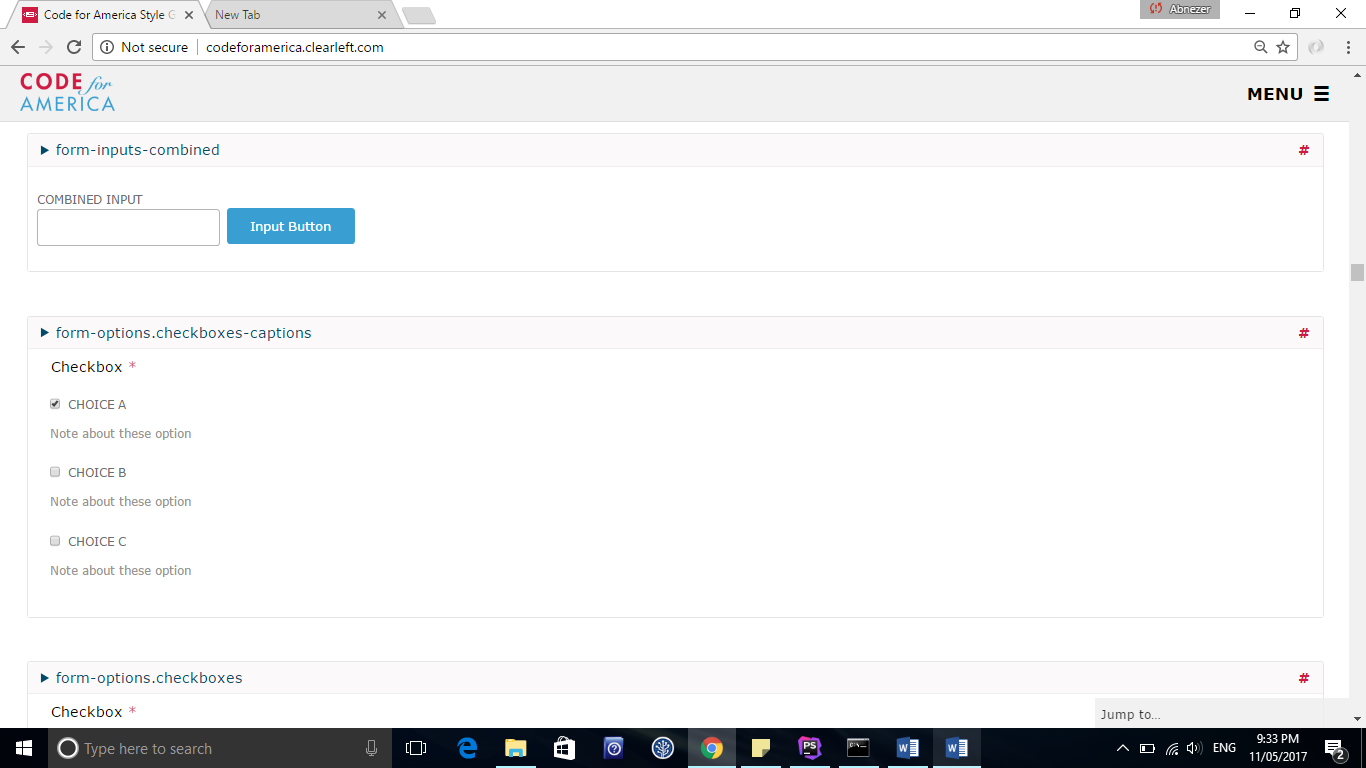 Code for America Style G
New Tab
Abnezer
Not secure
codeforamerica.clearleft.com
CODE for
AMERICA
MENU
form-inputs-combined
#
COMBINED INPUT
Input Button
form-options.checkboxes-captions
#
Checkbox *
CHOICE A
Note about these option
CHOICE B
Note about these option
CHOICE C
Note about these option
form-options.checkboxes
#
Checkbox *
Jump to...
Type here to search
PS
ENG
9:33 PM
11/05/2017
2